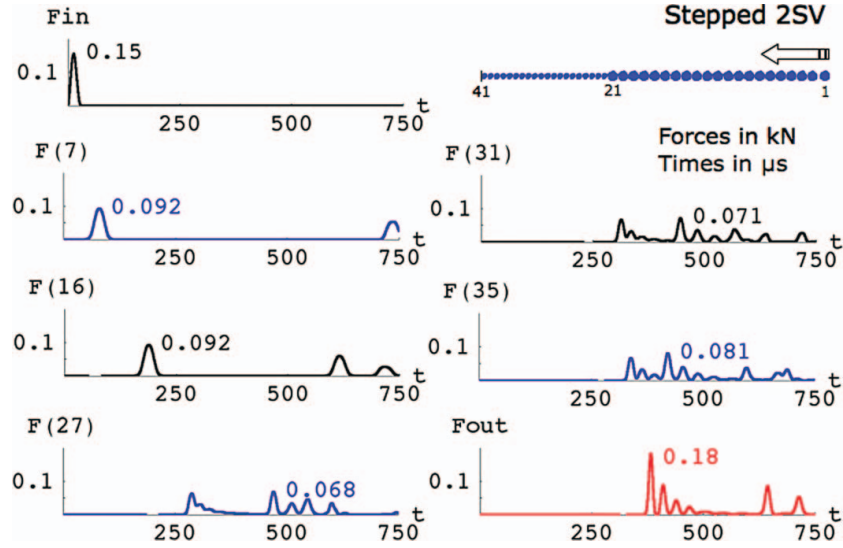 Fin
0.15
0.1
t
250 500 750
Stepped 2SV
41 21 1
Forces in kN
Times in µs
F(7)
0.092
0.1
t
250 500 750
F(16)
0.092
0.1
t
250 500 750
F(27)
0.068
0.1
t
250 500 750
F(31)
0.071
0.1
t
250 500 750
F(35)
0.081
0.1
t
250 500 750
Fout
0.18
0.1
t
250 500 750